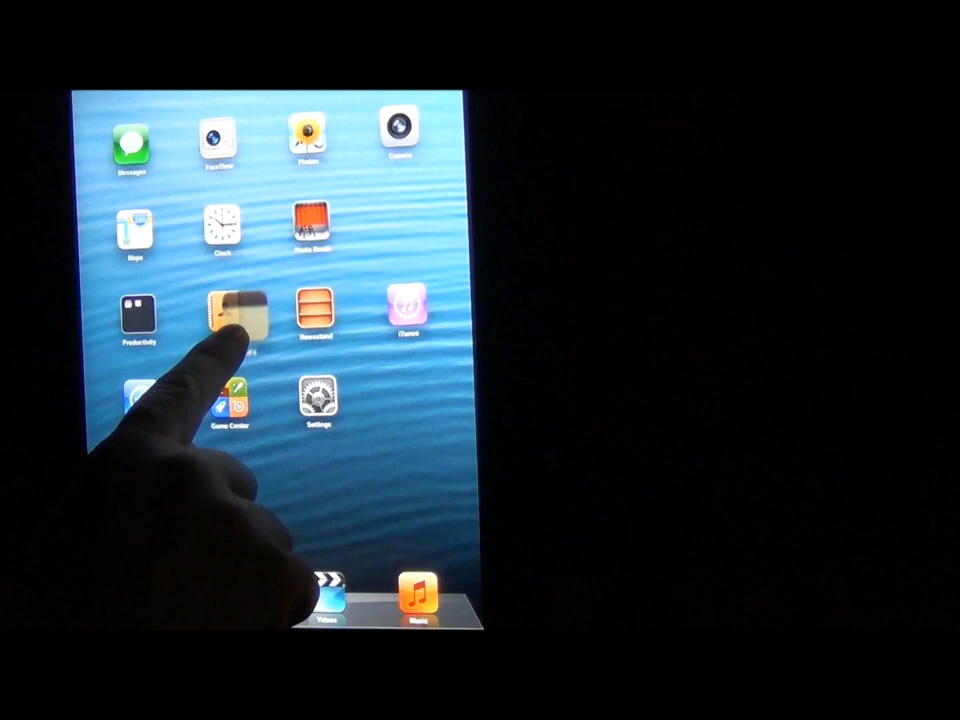 Messages
FaceTime
Photos
Camera
Maps
Clock
Photo Booth
Productivity
Newsstand
iTunes
Game Center
Settings
Videos
Music